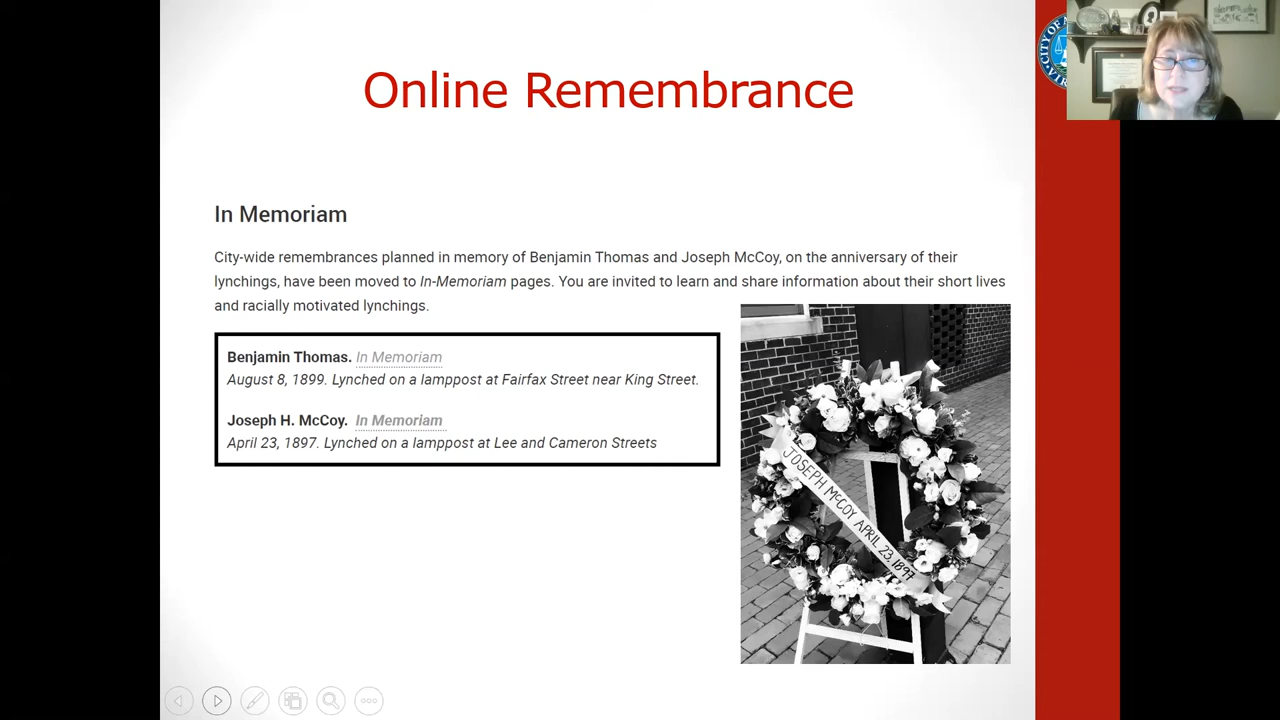 Online Remembrance
In Memoriam
City-wide remembrances planned in memory of Benjamin Thomas and Joseph McCoy, on the anniversary of their
lynchings, have been moved to In-Memoriam pages. You are invited to learn and share information about their short lives
and racially motivated lynchings.
Benjamin Thomas. In Memoriam
August 8, 1899. Lynched on a lamppost at Fairfax Street near King Street.
Joseph H. McCoy. In Memoriam
April 23, 1897. Lynched on a lamppost at Lee and Cameron Streets
JOSEPH McCOY APRIL 23, 1897
CITY OF